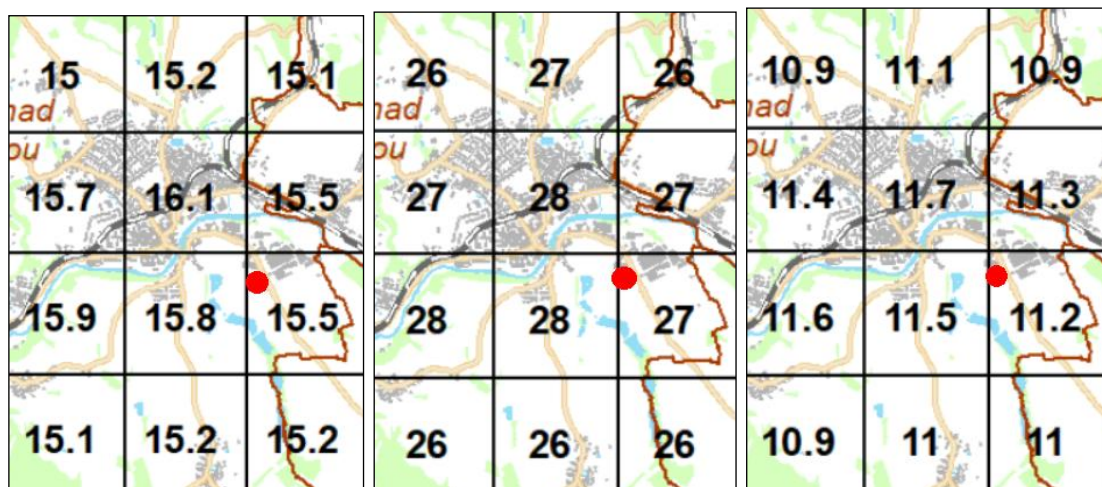 15 15.2 15.1
nad
ou
15.7 16.1 15.5
15.9 15.8 15.5
15.1 15.2 15.2
26 27 26
nad
ou
27 28 27
28 28 27
26 26 26
10.9 11.1 10.9
nad
ou
11.4 11.7 11.3
11.6 11.5 11.2
10.9 11 11